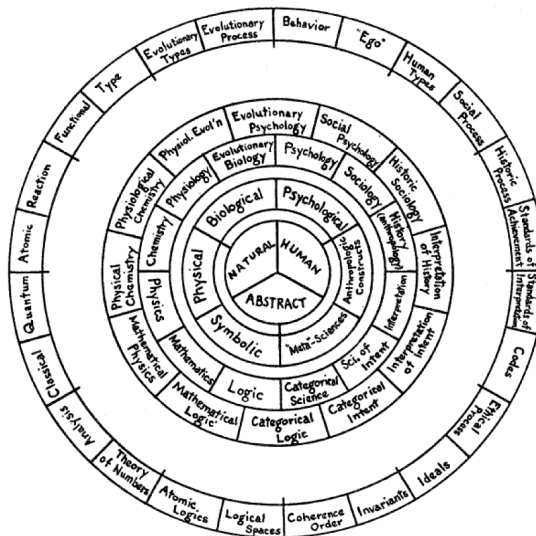 Behavior
"Ego"
Human
Types
Social
Process
Historic
Process
Standards of
Achievement
Standards of
Codas
Ethical
Process
Ideals
Invariants
Coherence
Order
Logical
Spaces
Atomic
Logics
Theory
of Numbers
Analysis
Classical
Quantum
Atomic
Reaction
Functional
Type
Evolutionary
Types
Evolutionary
Process
Evolutionary
Psychology
Social
Psychology
Historic
Sociology
Interpretation
of History
Interpretation
of Intent
Categorical
Intent
Categorical
Logic
Mathematical
Logic
Mathematical
Physics
Physical
Chemistry
Physiological
Chemistry
Physiol. Evol'n
Evolutionary
Biology
Psychology
Sociology
History
(anthropology)
Interpretation
Sci. of
Intent
Categorical
Science
Logic
Mathematics
Physics
Chemistry
Physiology
Biological
Psychological
Constructs
"Meta"-Sciences
Symbolic
Physical
NATURAL
HUMAN
ABSTRACT